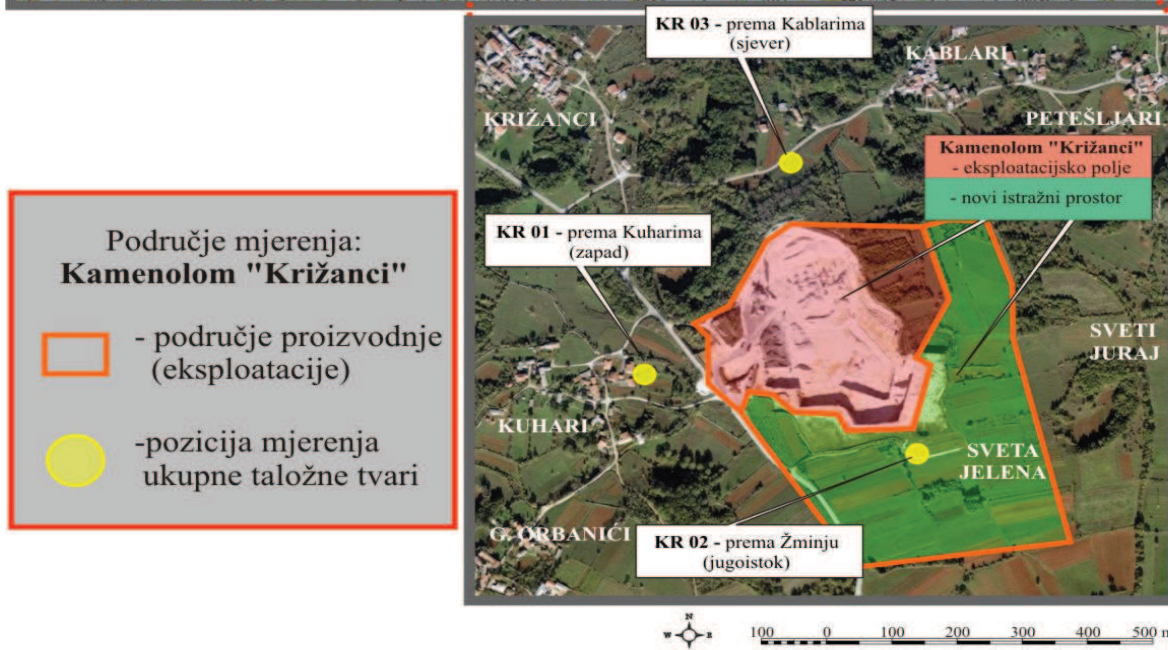 KR 03 - prema Kablarima
(sjever)
KABLARI
KRIŽANCI
PETEŠLJARI
Kamenolom "Križanci"
- eksploatacijsko polje
- novi istražni prostor
KR 01 - prema Kuharima
(zapad)
Područje mjerenja:
Kamenolom "Križanci"
- područje proizvodnje
(eksploatacije)
-pozicija mjerenja
ukupne taložne tvari
SVETI
JURAJ
KUHARI
SVETA
JELENA
G. ORBANIĆI
KR 02 - prema Žminju
(jugoistok)
N
W E
S
100 0 100 200 300 400 500 m